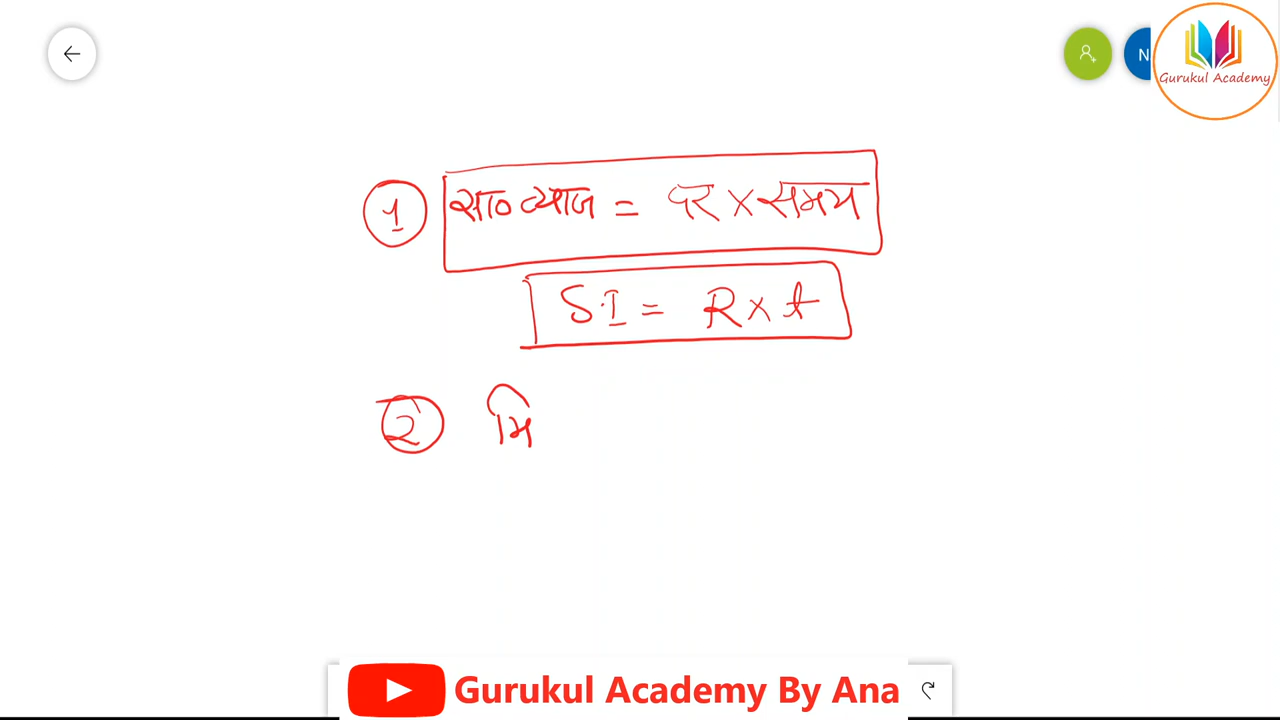 N
Gurukul Academy
1 सा० व्याज = दर × समय
S.I = R × t
2 मि
Gurukul Academy By Ana